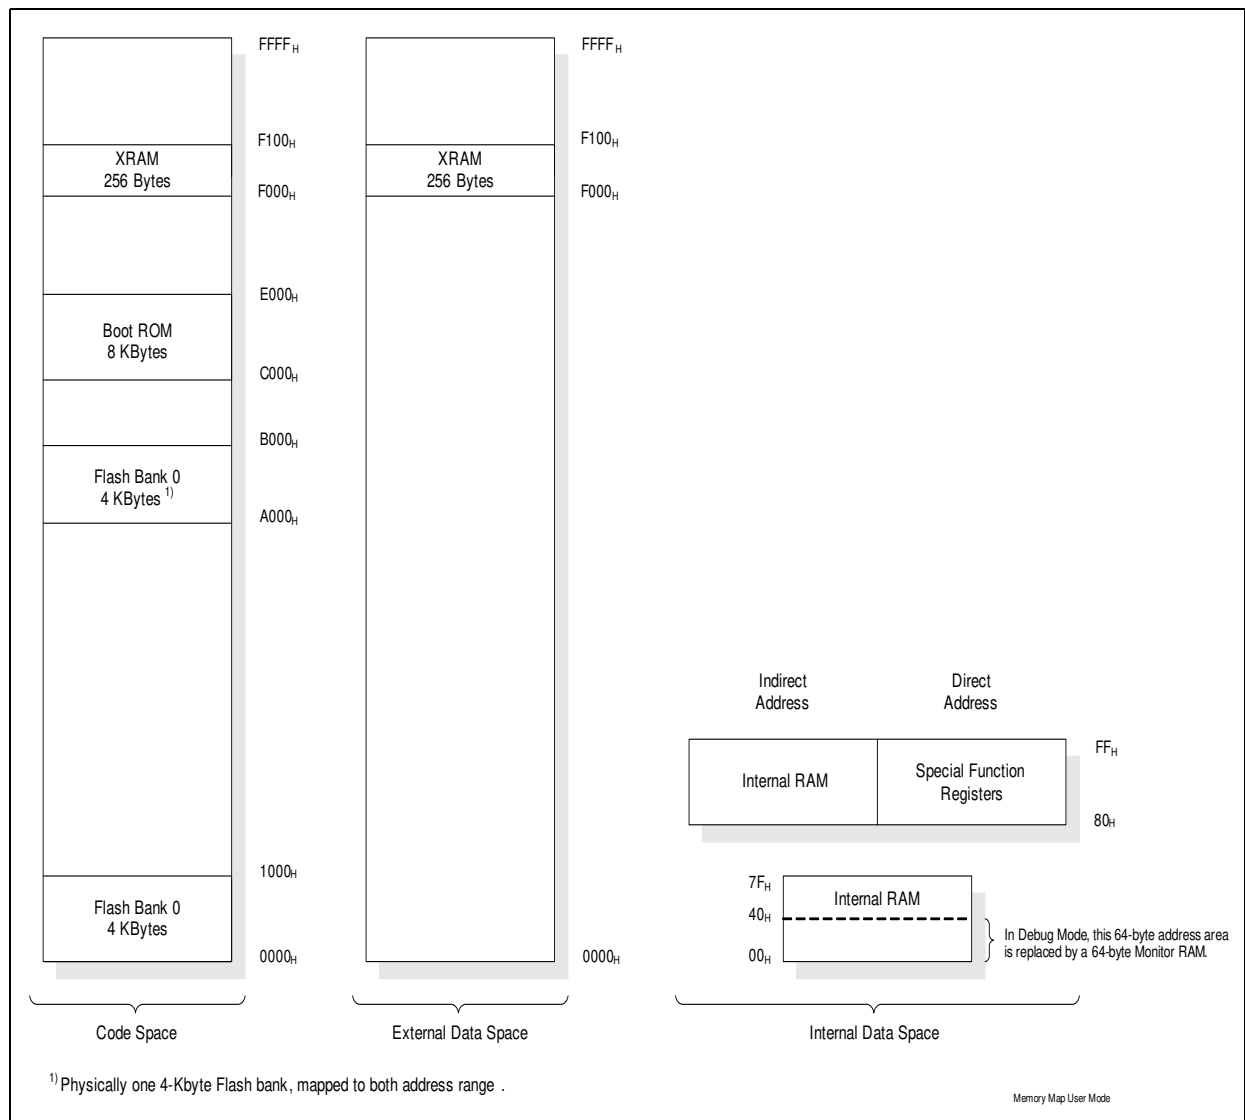 FFFFH
F100H
XRAM
256 Bytes
F000H
E000H
Boot ROM
8 KBytes
C000H
B000H
Flash Bank 0
4 KBytes 1)
A000H
1000H
Flash Bank 0
4 KBytes
0000H
Code Space
FFFFH
F100H
XRAM
256 Bytes
F000H
0000H
External Data Space
Indirect
Address
Direct
Address
Internal RAM
Special Function
Registers
FFH
80H
7FH
Internal RAM
40H
00H
In Debug Mode, this 64-byte address area
is replaced by a 64-byte Monitor RAM.
Internal Data Space
1) Physically one 4-Kbyte Flash bank, mapped to both address range .
Memory Map User Mode